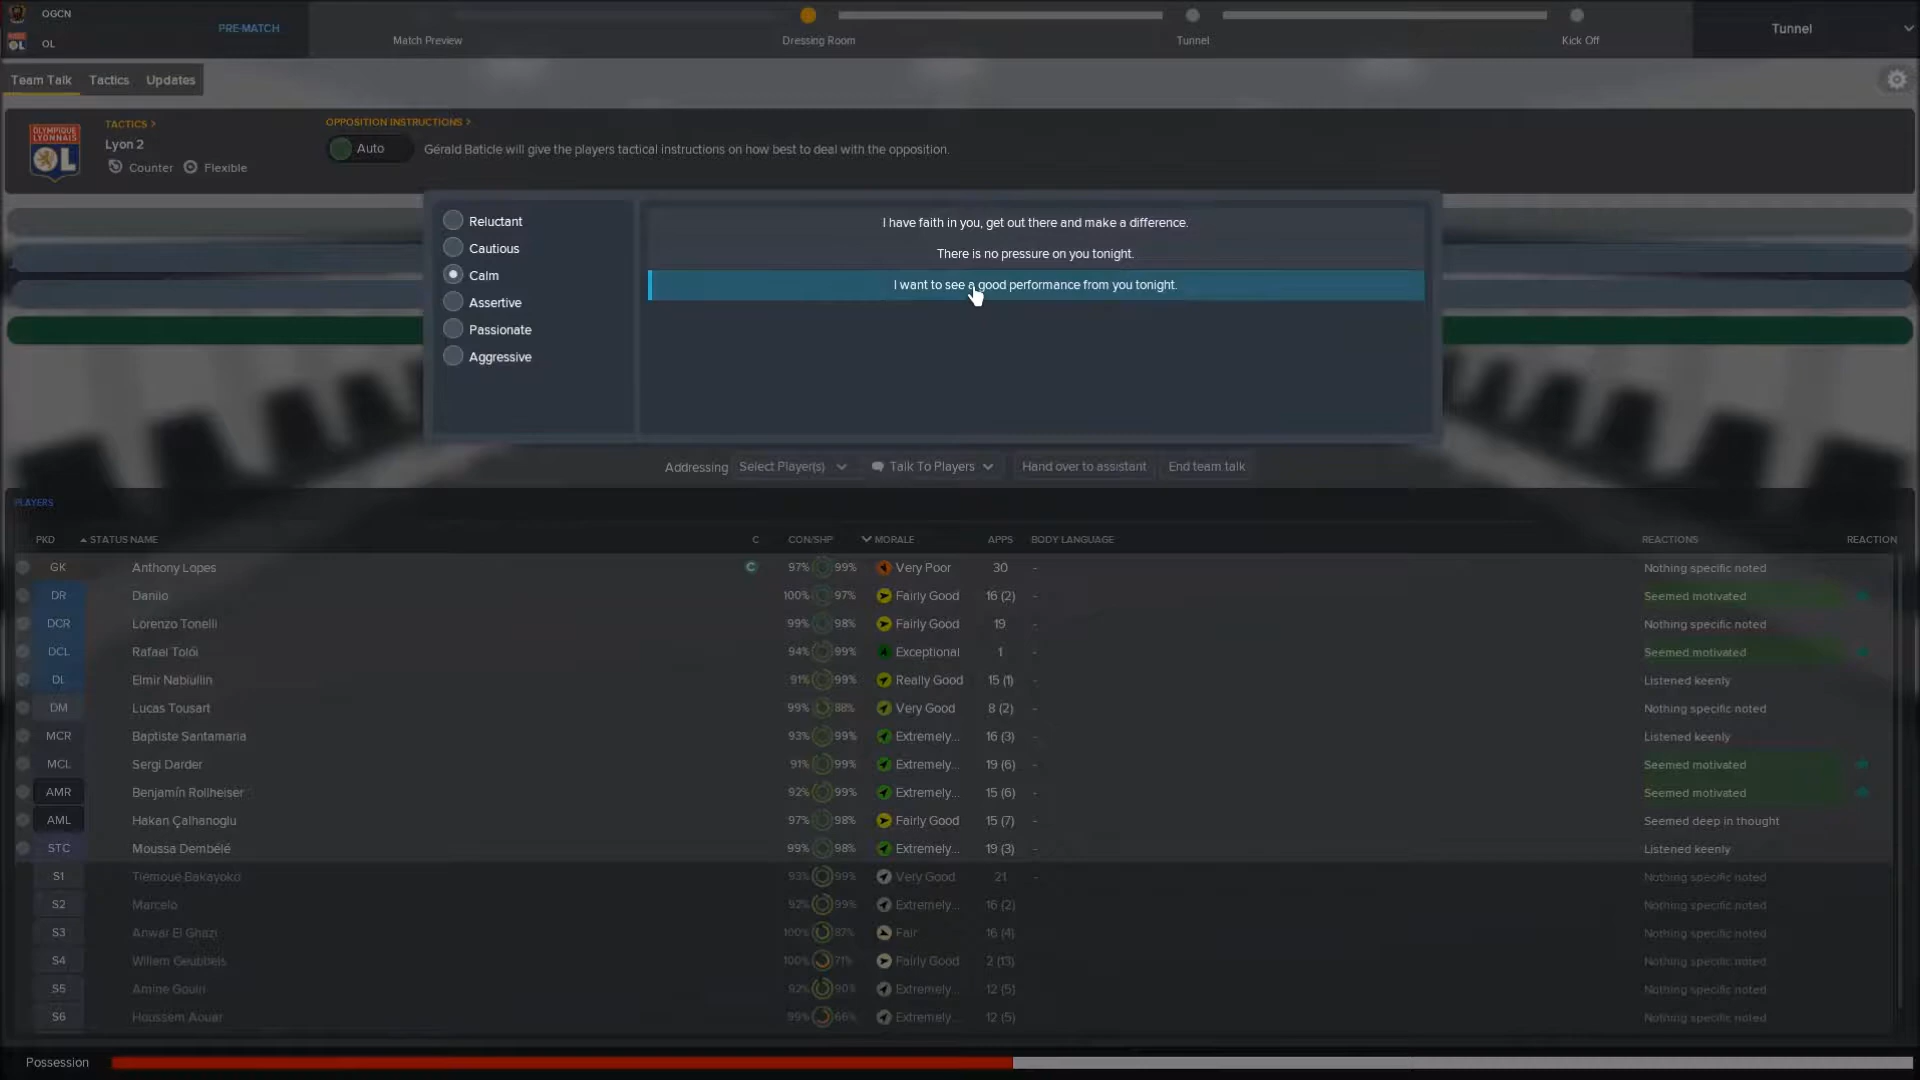 OGCN
OL
OL
PRE-MATCH
Match Preview
Dressing Room
Tunnel
Kick Off
Tunnel
Team Talk
Tactics
Updates
OLYMPIQUE
LYONNAIS
OL
TACTICS >
Lyon 2
Counter
Flexible
OPPOSITION INSTRUCTIONS >
Auto
Gérald Baticle will give the players tactical instructions on how best to deal with the opposition.
Reluctant
Cautious
Calm
Assertive
Passionate
Aggressive
I have faith in you, get out there and make a difference.
There is no pressure on you tonight.
I want to see a good performance from you tonight.
Addressing Select Player(s) Talk To Players Hand over to assistant End team talk
PLAYERS
PKD STATUS NAME C CON/SHP MORALE APPS BODY LANGUAGE REACTIONS REACTION
GK Anthony Lopes C 97% 99% Very Poor 30 - Nothing specific noted
DR Danilo 100% 97% Fairly Good 16 (2) - Seemed motivated
DCR Lorenzo Tonelli 99% 98% Fairly Good 19 - Nothing specific noted
DCL Rafael Tolói 94% 99% Exceptional 1 - Seemed motivated
DL Elmir Nabiullin 91% 99% Really Good 15 (1) - Listened keenly
DM Lucas Tousart 99% 88% Very Good 8 (2) - Nothing specific noted
MCR Baptiste Santamaria 93% 99% Extremely... 16 (3) - Listened keenly
MCL Sergi Darder 91% 99% Extremely... 19 (6) - Seemed motivated
AMR Benjamín Rollheiser 92% 99% Extremely... 15 (6) - Seemed motivated
AML Hakan Çalhanoglu 97% 98% Fairly Good 15 (7) - Seemed deep in thought
STC Moussa Dembélé 99% 98% Extremely... 19 (3) - Listened keenly
S1 Tiemoué Bakayoko 93% 99% Very Good 21 - Nothing specific noted
S2 Marcelo 92% 99% Extremely... 16 (2) Nothing specific noted
S3 Anwar El Ghazi 100% 87% Fair 16 (4) Nothing specific noted
S4 Willem Geubbels 100% 71% Fairly Good 2 (13) Nothing specific noted
S5 Amine Gouiri 92% 90% Extremely... 12 (5) Nothing specific noted
S6 Houssem Aouar 99% 66% Extremely... 12 (5) Nothing specific noted
Possession